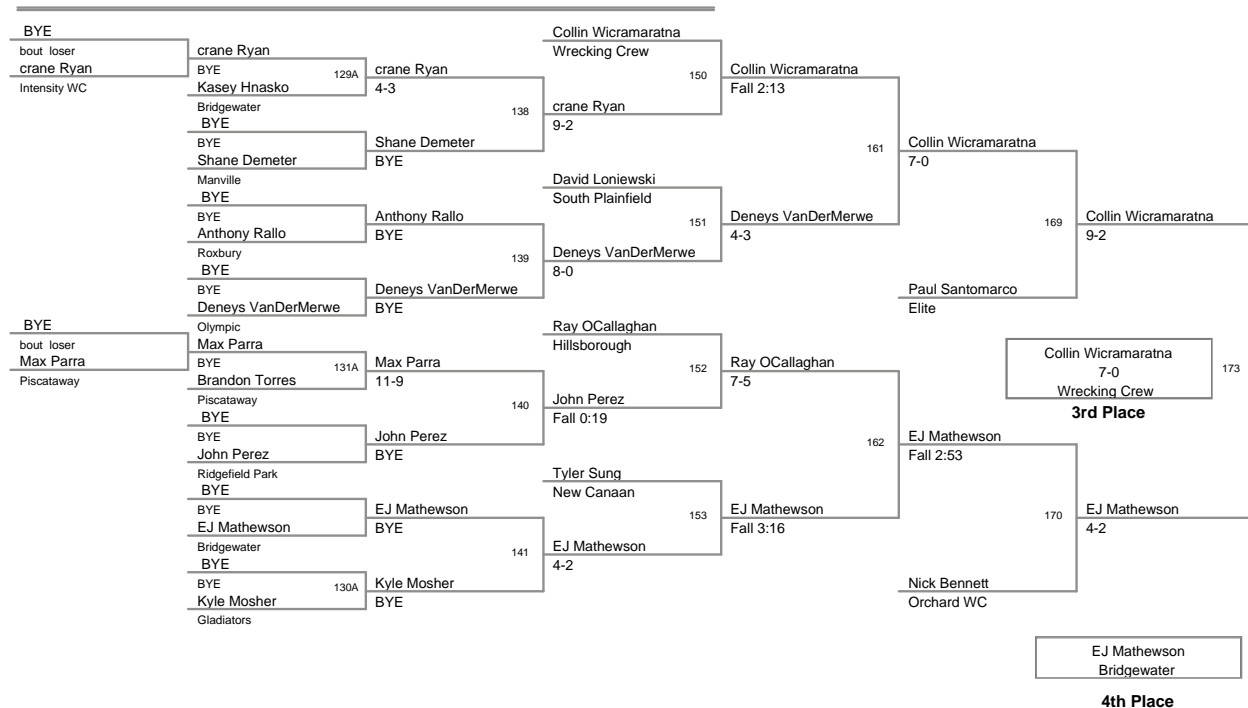 BYE
bout loser
crane Ryan
Intensity WC
BYE
bout loser
Max Parra
Piscataway
crane Ryan
BYE
Kasey Hnasko
129A
Bridgewater
BYE
BYE
Shane Demeter
Manville
BYE
BYE
Anthony Rallo
Roxbury
BYE
BYE
Deneys VanDerMerwe
Olympic
Max Parra
BYE
Brandon Torres
131A
Piscataway
BYE
BYE
John Perez
Ridgefield Park
BYE
BYE
EJ Mathewson
Bridgewater
BYE
BYE
Kyle Mosher
130A
Gladiators
crane Ryan
4-3
138
Shane Demeter
BYE
Anthony Rallo
BYE
139
Deneys VanDerMerwe
BYE
Max Parra
11-9
140
John Perez
BYE
EJ Mathewson
BYE
141
Kyle Mosher
BYE
Collin Wicramaratna
Wrecking Crew
150
crane Ryan
9-2
David Loniewski
South Plainfield
151
Deneys VanDerMerwe
8-0
Ray OCallaghan
Hillsborough
152
John Perez
Fall 0:19
Tyler Sung
New Canaan
153
EJ Mathewson
4-2
Collin Wicramaratna
Fall 2:13
161
Deneys VanDerMerwe
4-3
Ray OCallaghan
7-5
162
EJ Mathewson
Fall 3:16
Collin Wicramaratna
7-0
169
Paul Santomarco
Elite
EJ Mathewson
Fall 2:53
170
Nick Bennett
Orchard WC
Collin Wicramaratna
9-2
Collin Wicramaratna
7-0
Wrecking Crew
173
3rd Place
EJ Mathewson
4-2
EJ Mathewson
Bridgewater
4th Place